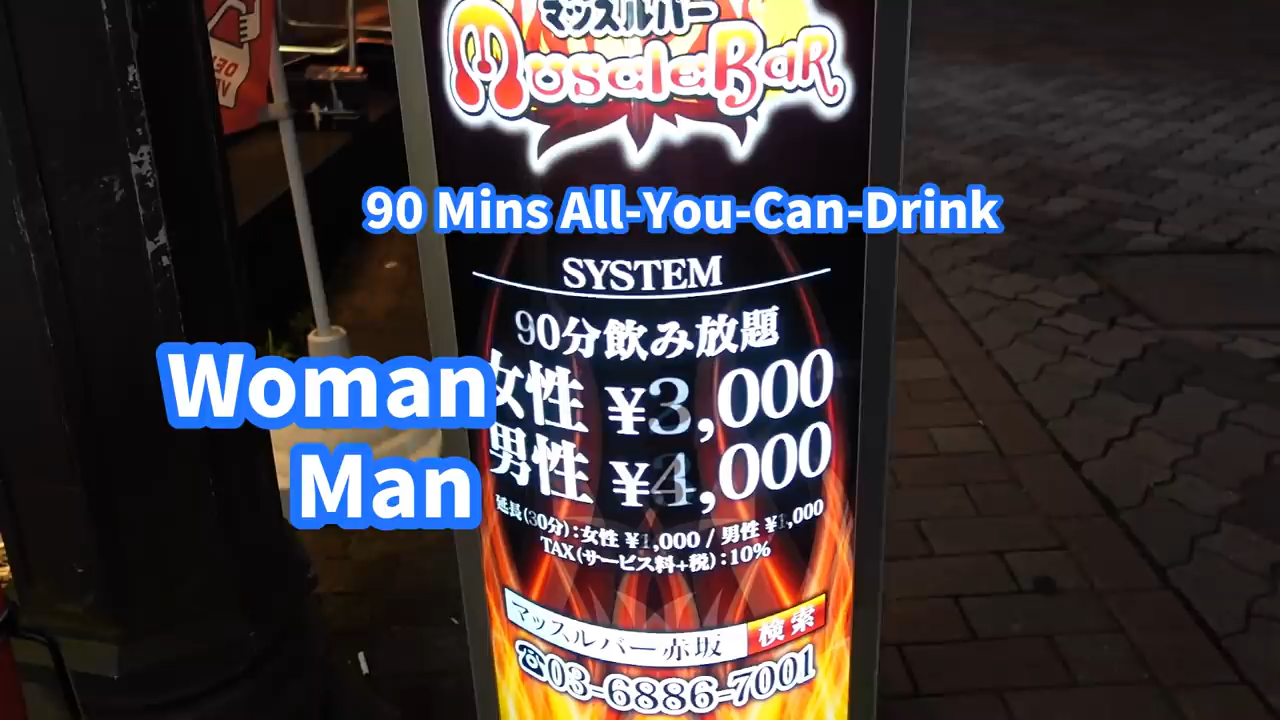 マッスルバー
MuscleBaR
90 Mins All-You-Can-Drink
SYSTEM
90分飲み放題
Woman
女性 ¥3,000
Man
男性 ¥4,000
延長(30分):女性 ¥1,000 / 男性 ¥1,000
TAX(サービス料+税):10%
マッスルバー赤坂 検索
☎03-6886-7001